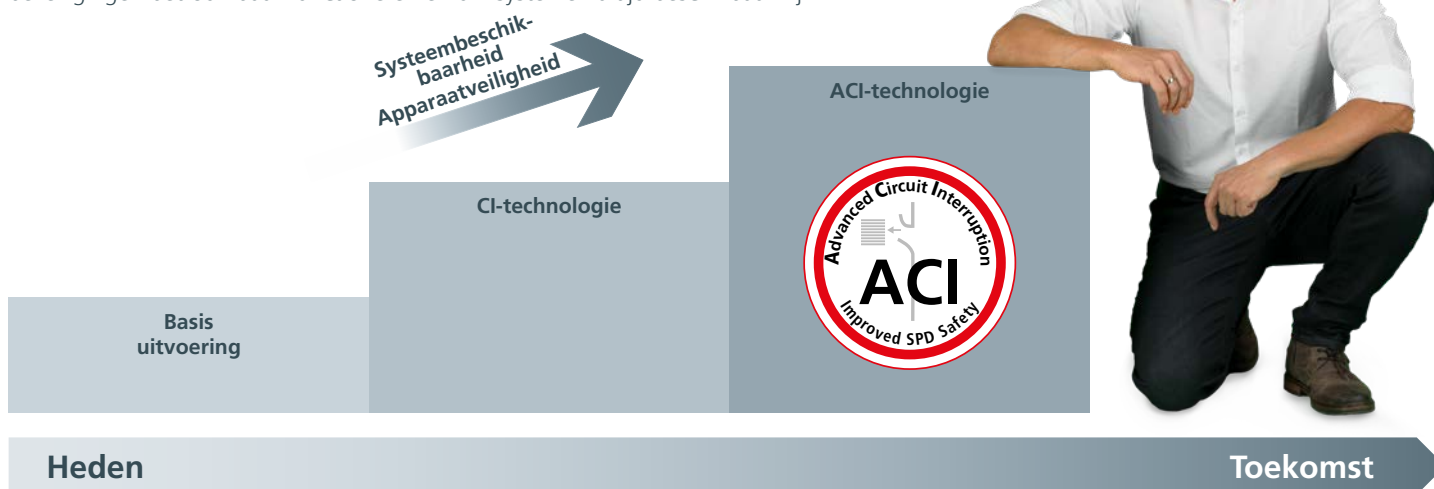 Systeembeschik-
baarheid
Apparaatveiligheid
ACI-technologie
CI-technologie
Advanced Circuit Interruption
ACI
Improved SPD Safety
Basis
uitvoering
Heden
Toekomst